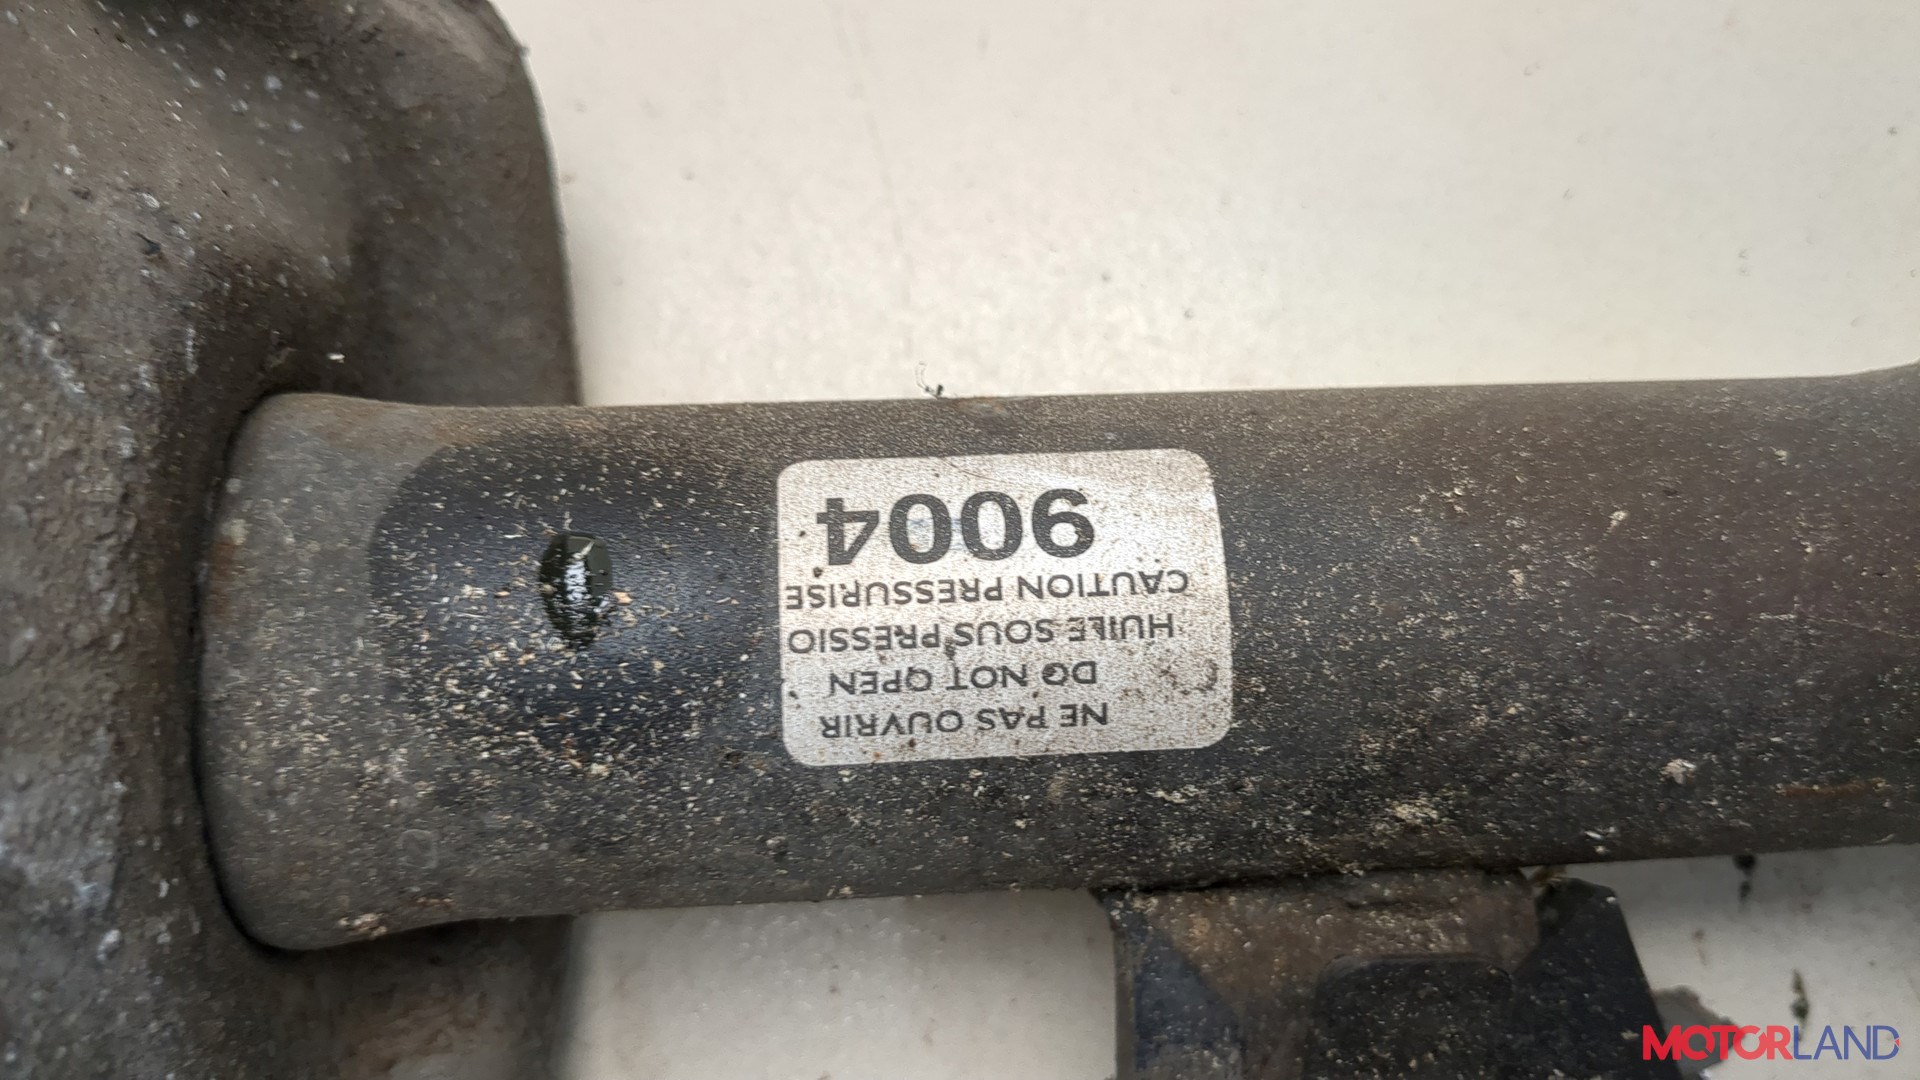 NE PAS OUVRIR
DO NOT OPEN
HUILE SOUS PRESSIO
CAUTION PRESSURISE
9004
MOTORLAND